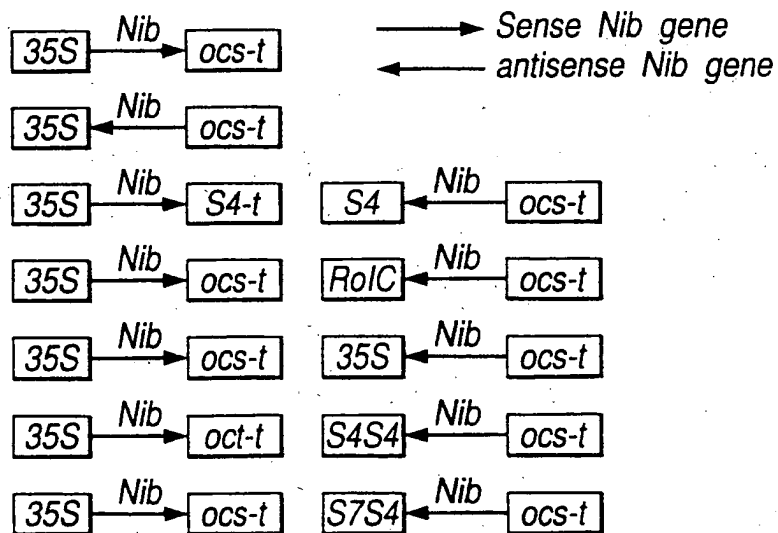 35S Nib ocs-t Sense Nib gene
antisense Nib gene
35S Nib ocs-t
35S Nib S4-t S4 Nib ocs-t
35S Nib ocs-t RolC Nib ocs-t
35S Nib ocs-t 35S Nib ocs-t
35S Nib oct-t S4S4 Nib ocs-t
35S Nib ocs-t S7S4 Nib ocs-t